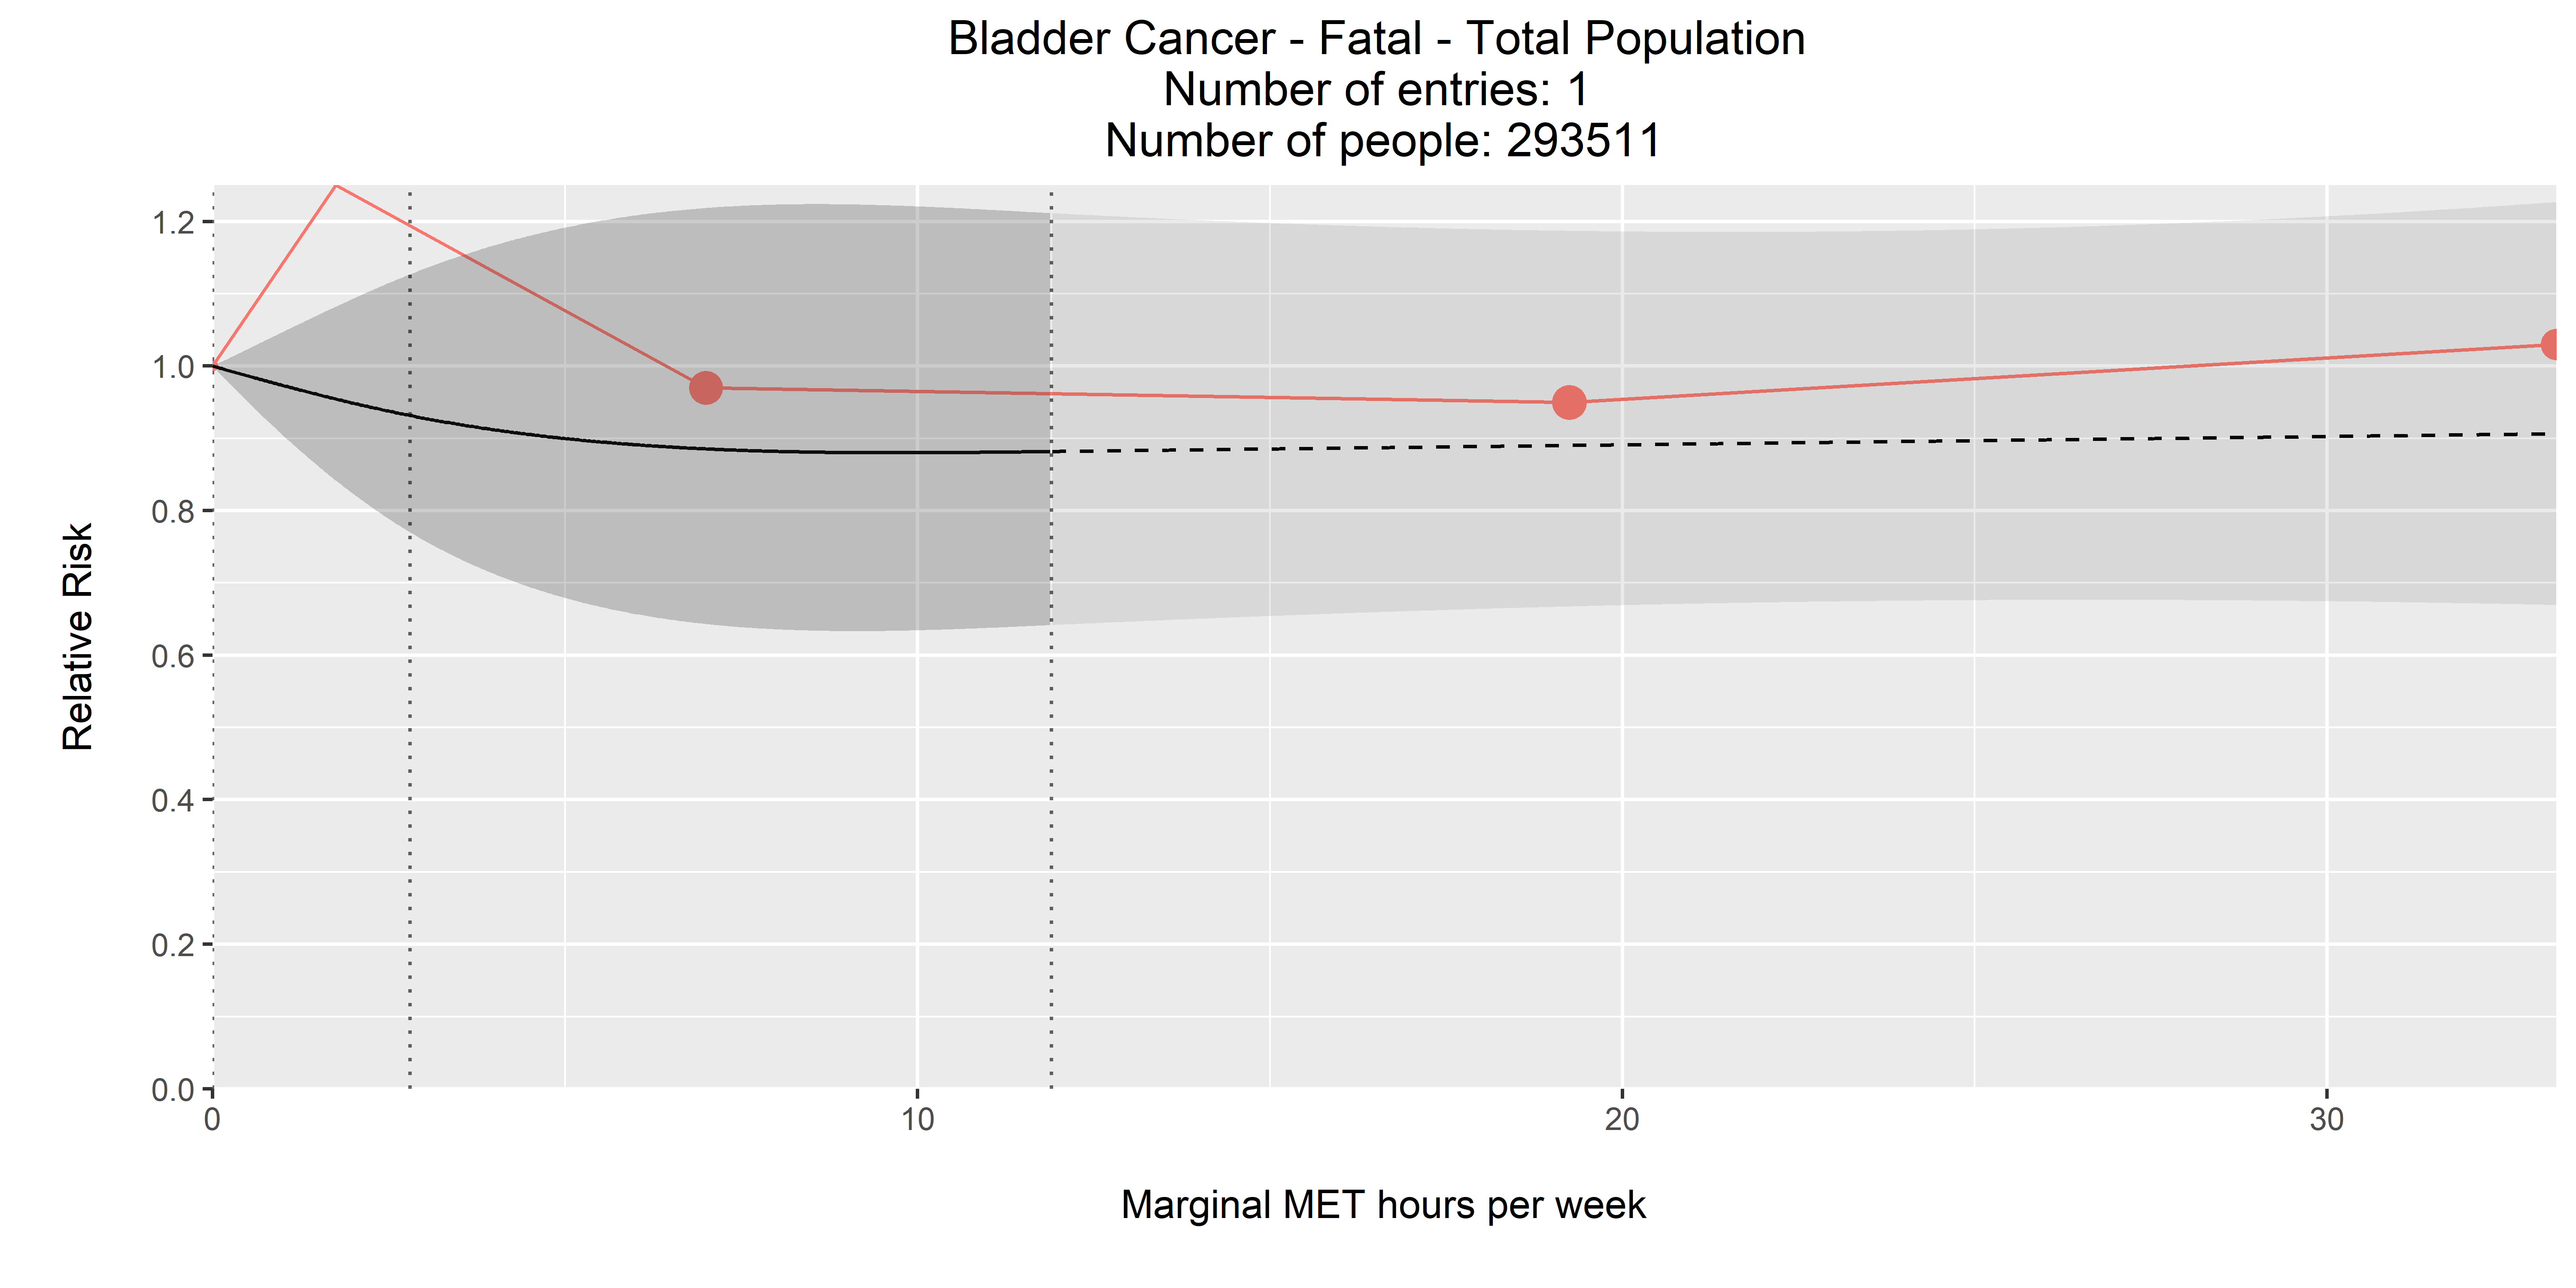 Bladder Cancer - Fatal - Total Population
Number of entries: 1
Number of people: 293511
1.2
1.0
0.8
0.6
0.4
0.2
0.0
Relative Risk
0 10 20 30
Marginal MET hours per week